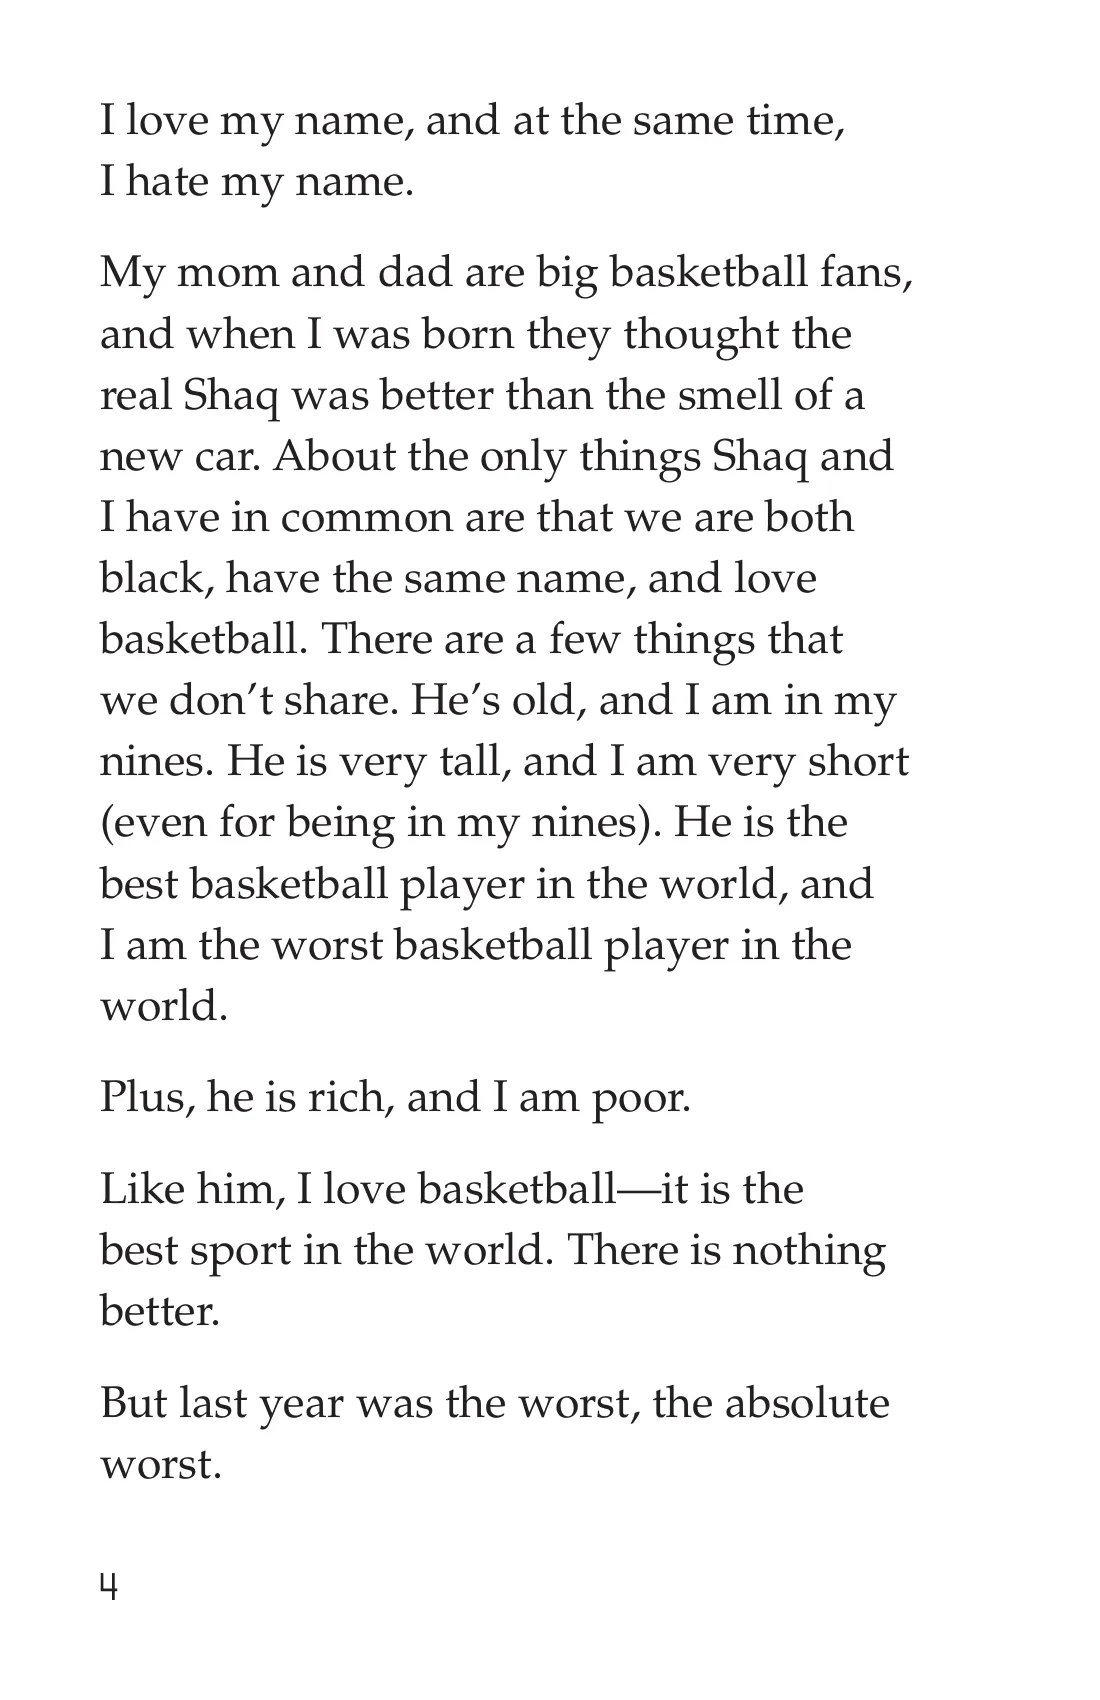 I love my name, and at the same time,
I hate my name.
My mom and dad are big basketball fans,
and when I was born they thought the
real Shaq was better than the smell of a
new car. About the only things Shaq and
I have in common are that we are both
black, have the same name, and love
basketball. There are a few things that
we don’t share. He’s old, and I am in my
nines. He is very tall, and I am very short
(even for being in my nines). He is the
best basketball player in the world, and
I am the worst basketball player in the
world.
Plus, he is rich, and I am poor.
Like him, I love basketball—it is the
best sport in the world. There is nothing
better.
But last year was the worst, the absolute
worst.
4